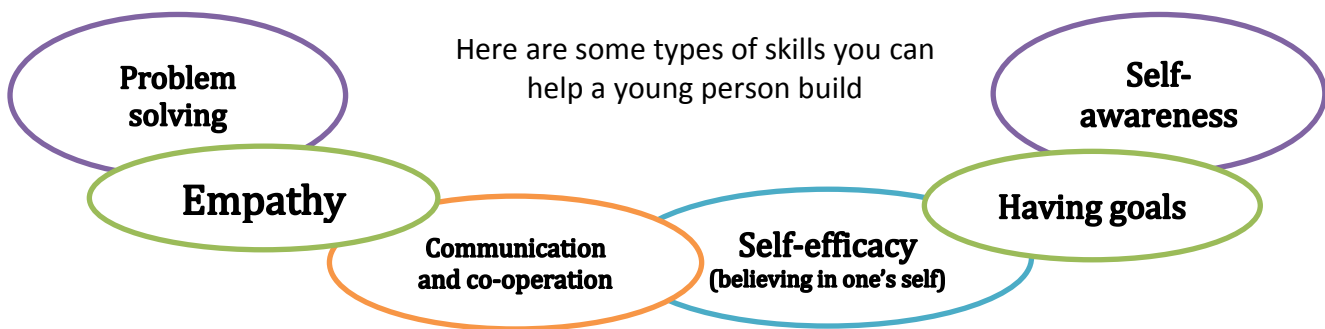 Here are some types of skills you can
help a young person build
Problem
solving
Empathy
Communication
and co-operation
Self-efficacy
(believing in one's self)
Having goals
Self-
awareness